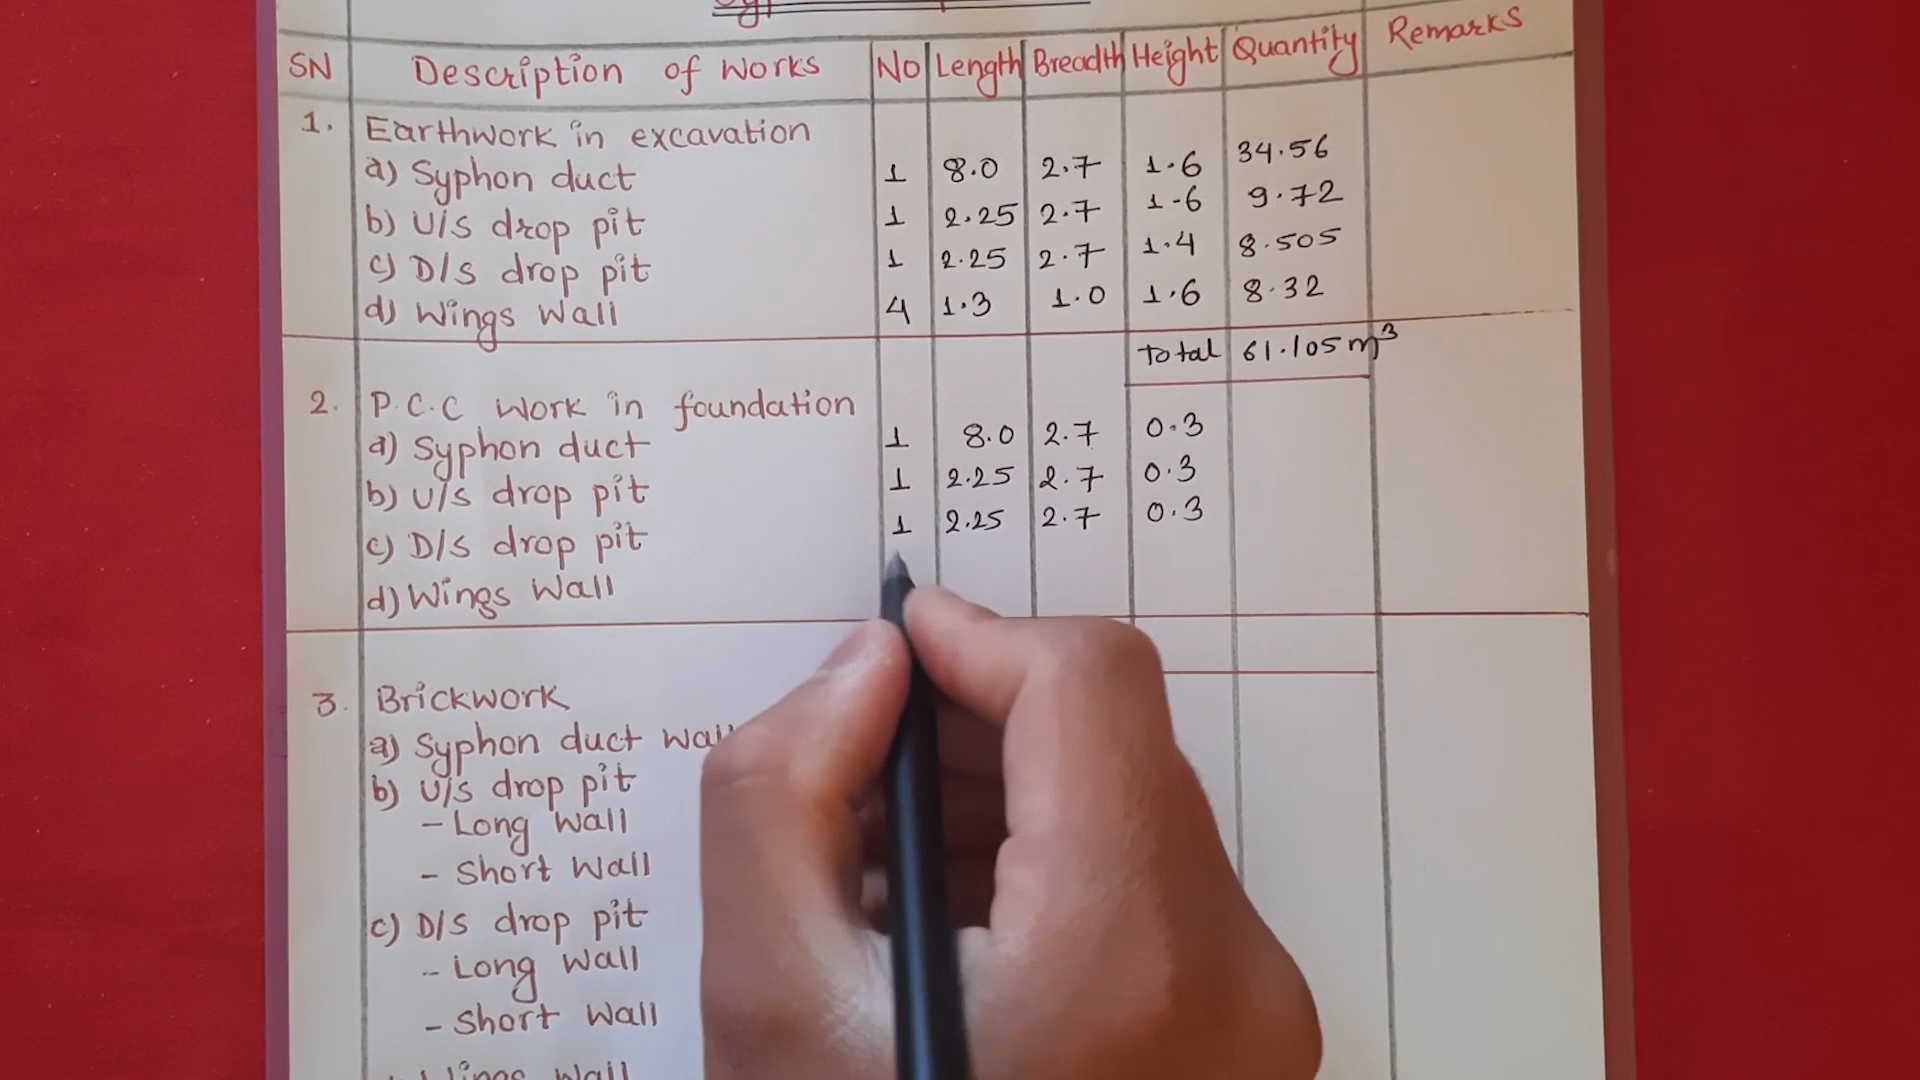 SN Description of Works No Length Breadth Height Quantity Remarks
1. Earthwork in excavation
a) Syphon duct 1 8.0 2.7 1.6 34.56
b) U/S drop pit 1 2.25 2.7 1.6 9.72
c) D/S drop pit 1 2.25 2.7 1.4 8.505
d) Wings Wall 4 1.3 1.0 1.6 8.32
Total 61.105 m³
2. P.C.C Work in foundation
a) Syphon duct 1 8.0 2.7 0.3
b) U/S drop pit 1 2.25 2.7 0.3
c) D/S drop pit 1 2.25 2.7 0.3
d) Wings Wall
3. Brickwork
a) Syphon duct wall
b) U/S drop pit
- Long Wall
- Short Wall
c) D/S drop pit
- Long Wall
- Short Wall
Wings Wall